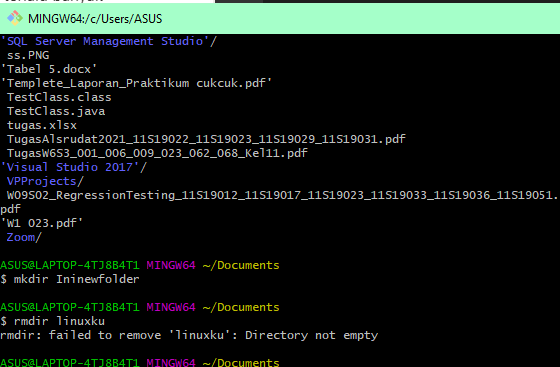 MINGW64:/c/Users/ASUS
'SQL Server Management Studio'/
ss.PNG
'Tabel 5.docx'
'Templete_Laporan_Praktikum cukcuk.pdf'
TestClass.class
TestClass.java
tugas.xlsx
TugasAlsrudat2021_11S19022_11S19023_11S19029_11S19031.pdf
TugasW6S3_001_006_009_023_062_068_Kel11.pdf
'Visual Studio 2017'/
VPProjects/
W09S02_RegressionTesting_11S19012_11S19017_11S19023_11S19033_11S19036_11S19051.
pdf
'W1 023.pdf'
Zoom/
ASUS@LAPTOP-4TJ8B4T1 MINGW64 ~/Documents
$ mkdir Ininewfolder
ASUS@LAPTOP-4TJ8B4T1 MINGW64 ~/Documents
$ rmdir linuxku
rmdir: failed to remove 'linuxku': Directory not empty
ASUS@LAPTOP-4TJ8B4T1 MINGW64 ~/Documents